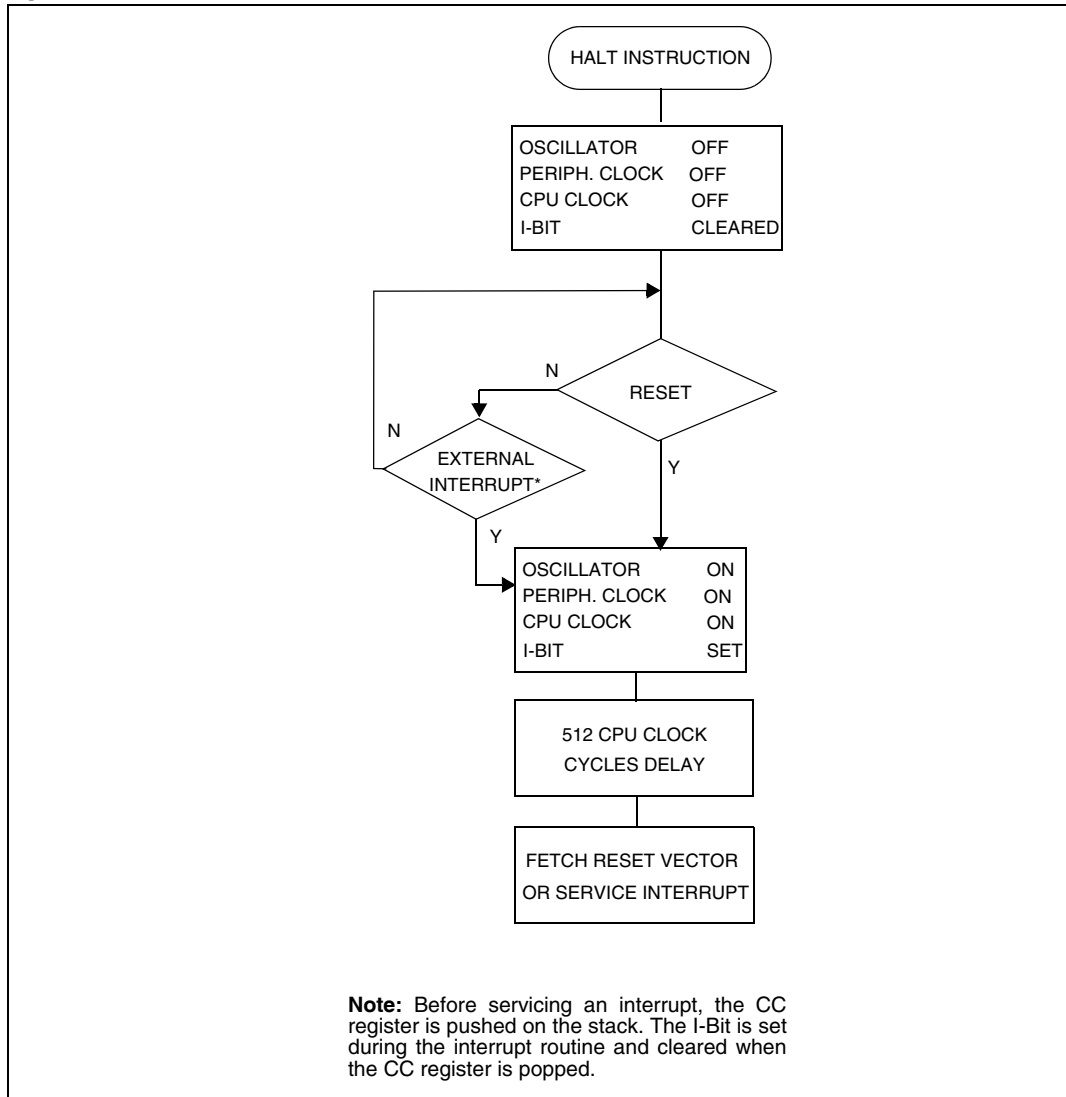 HALT INSTRUCTION
OSCILLATOR OFF
PERIPH. CLOCK OFF
CPU CLOCK OFF
I-BIT CLEARED
N
RESET
N
EXTERNAL
INTERRUPT*
Y
Y
OSCILLATOR ON
PERIPH. CLOCK ON
CPU CLOCK ON
I-BIT SET
512 CPU CLOCK
CYCLES DELAY
FETCH RESET VECTOR
OR SERVICE INTERRUPT
Note: Before servicing an interrupt, the CC
register is pushed on the stack. The I-Bit is set
during the interrupt routine and cleared when
the CC register is popped.